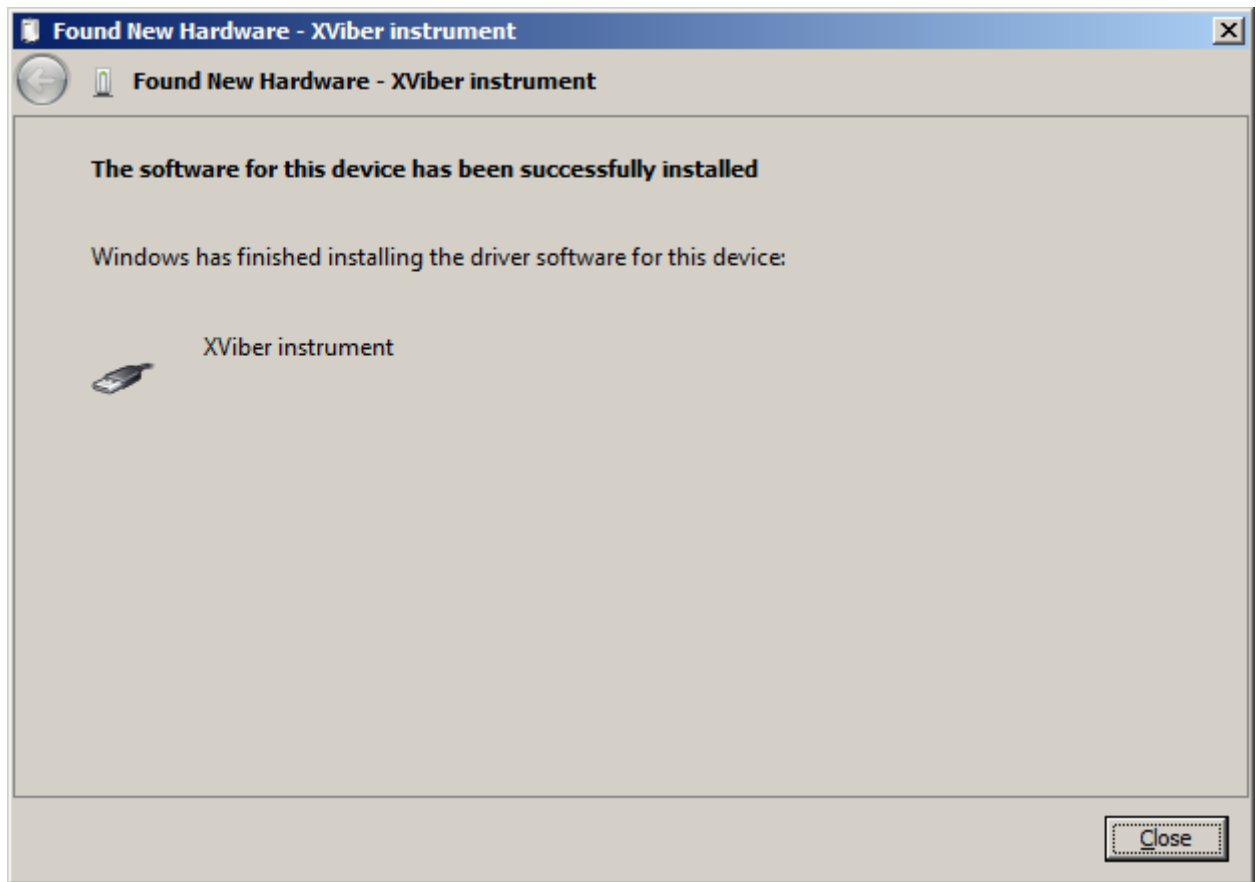 Found New Hardware - XViber instrument
Found New Hardware - XViber instrument
The software for this device has been successfully installed
Windows has finished installing the driver software for this device:
XViber instrument
Close